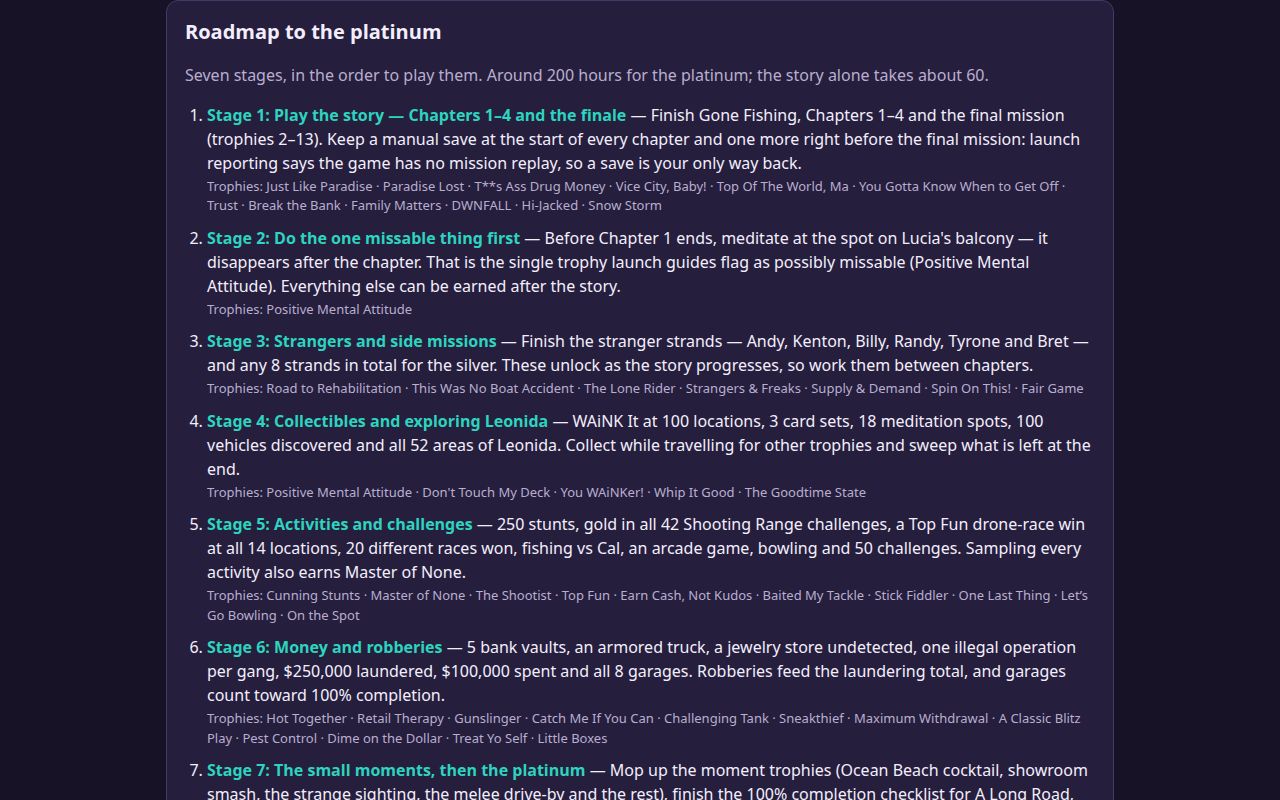 Roadmap to the platinum
Seven stages, in the order to play them. Around 200 hours for the platinum; the story alone takes about 60.
1. Stage 1: Play the story — Chapters 1–4 and the finale — Finish Gone Fishing, Chapters 1–4 and the final mission
(trophies 2–13). Keep a manual save at the start of every chapter and one more right before the final mission: launch
reporting says the game has no mission replay, so a save is your only way back.
Trophies: Just Like Paradise · Paradise Lost · T**s Ass Drug Money · Vice City, Baby! · Top Of The World, Ma · You Gotta Know When to Get Off ·
Trust · Break the Bank · Family Matters · DWNFALL · Hi-Jacked · Snow Storm
2. Stage 2: Do the one missable thing first — Before Chapter 1 ends, meditate at the spot on Lucia's balcony — it
disappears after the chapter. That is the single trophy launch guides flag as possibly missable (Positive Mental
Attitude). Everything else can be earned after the story.
Trophies: Positive Mental Attitude
3. Stage 3: Strangers and side missions — Finish the stranger strands — Andy, Kenton, Billy, Randy, Tyrone and Bret —
and any 8 strands in total for the silver. These unlock as the story progresses, so work them between chapters.
Trophies: Road to Rehabilitation · This Was No Boat Accident · The Lone Rider · Strangers & Freaks · Supply & Demand · Spin On This! · Fair Game
4. Stage 4: Collectibles and exploring Leonida — WAiNK It at 100 locations, 3 card sets, 18 meditation spots, 100
vehicles discovered and all 52 areas of Leonida. Collect while travelling for other trophies and sweep what is left at the
end.
Trophies: Positive Mental Attitude · Don't Touch My Deck · You WAiNKer! · Whip It Good · The Goodtime State
5. Stage 5: Activities and challenges — 250 stunts, gold in all 42 Shooting Range challenges, a Top Fun drone-race win
at all 14 locations, 20 different races won, fishing vs Cal, an arcade game, bowling and 50 challenges. Sampling every
activity also earns Master of None.
Trophies: Cunning Stunts · Master of None · The Shootist · Top Fun · Earn Cash, Not Kudos · Baited My Tackle · Stick Fiddler · One Last Thing · Let's
Go Bowling · On the Spot
6. Stage 6: Money and robberies — 5 bank vaults, an armored truck, a jewelry store undetected, one illegal operation
per gang, $250,000 laundered, $100,000 spent and all 8 garages. Robberies feed the laundering total, and garages
count toward 100% completion.
Trophies: Hot Together · Retail Therapy · Gunslinger · Catch Me If You Can · Challenging Tank · Sneakthief · Maximum Withdrawal · A Classic Blitz
Play · Pest Control · Dime on the Dollar · Treat Yo Self · Little Boxes
7. Stage 7: The small moments, then the platinum — Mop up the moment trophies (Ocean Beach cocktail, showroom
smash, the strange sighting, the melee drive-by and the rest), finish the 100% completion checklist for A Long Road,